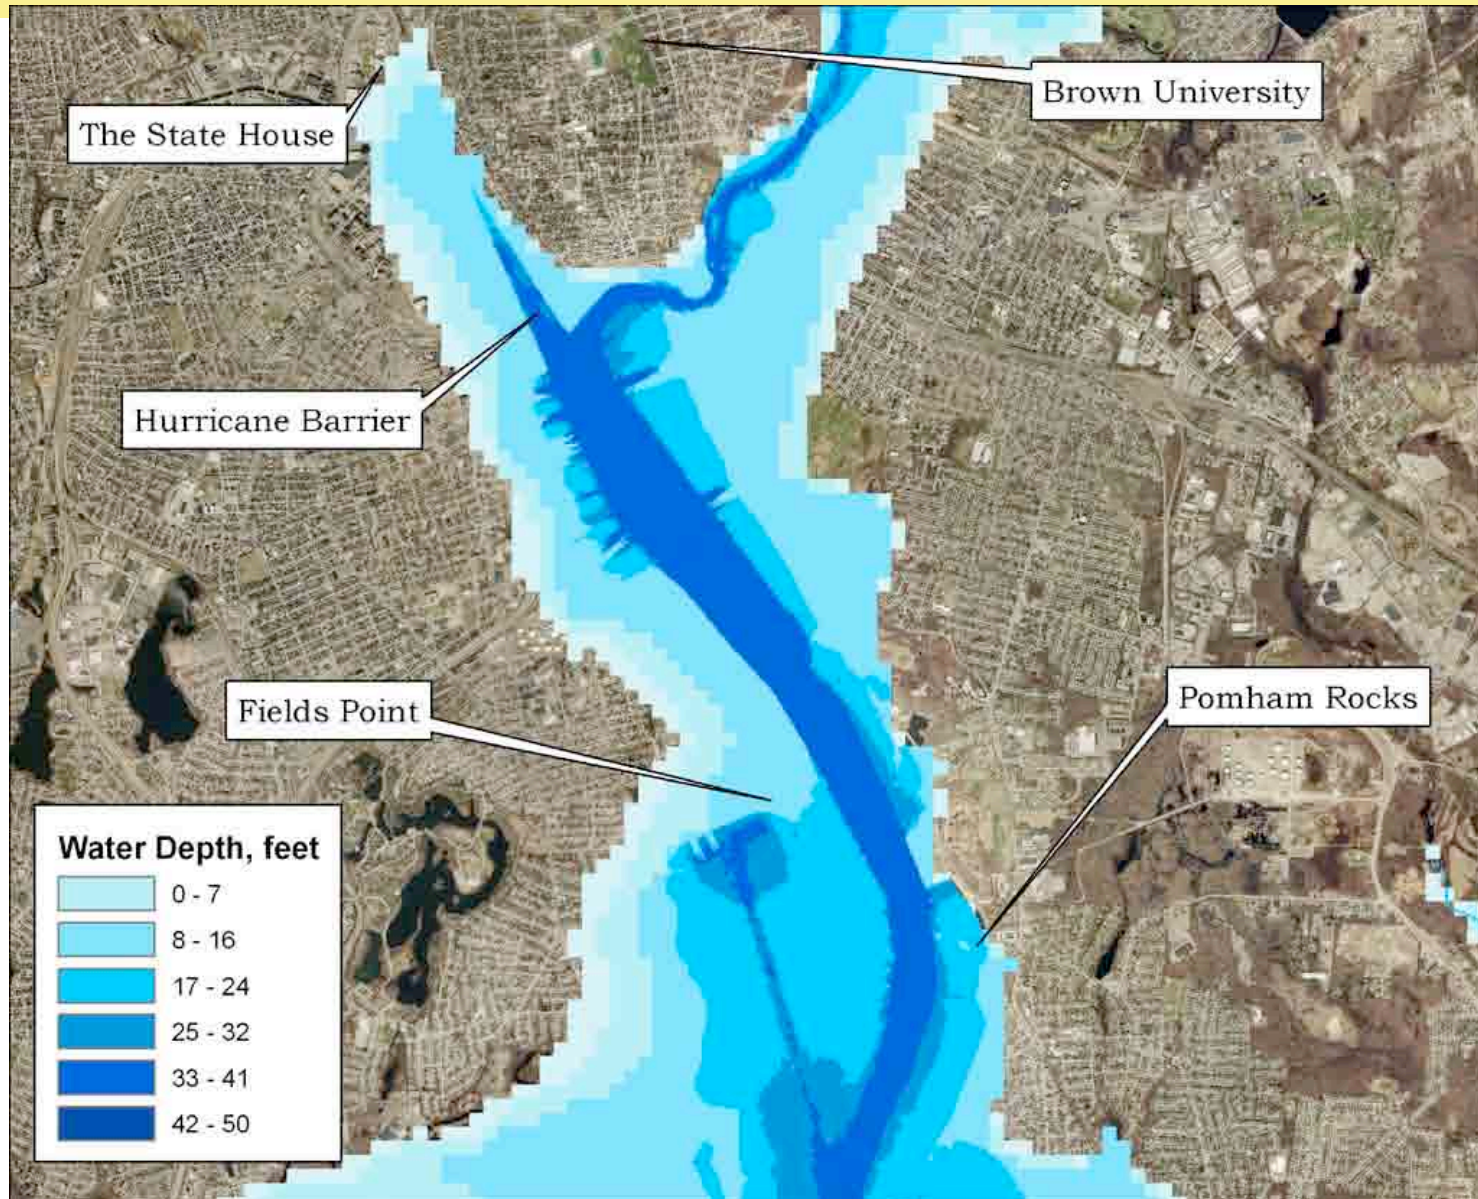 Brown University
The State House
Hurricane Barrier
Fields Point
Pomham Rocks
Water Depth, feet
0 - 7
8 - 16
17 - 24
25 - 32
33 - 41
42 - 50